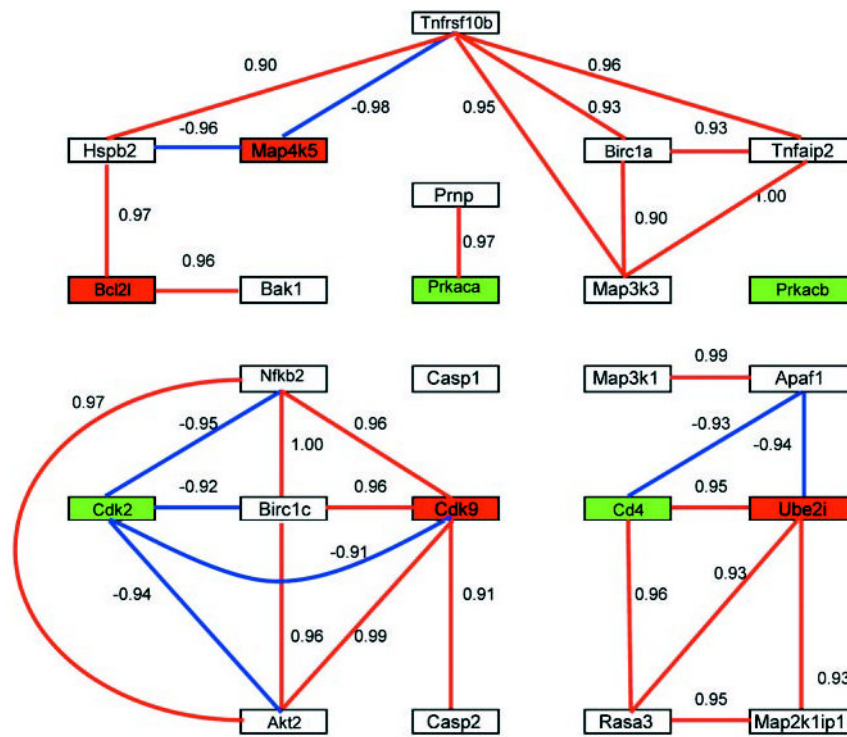 Tnfrsf10b
0.90
-0.98
0.95
0.93
0.96
Hspb2
-0.96
Map4k5
Birc1a
0.93
Tnfaip2
Prnp
0.97
0.97
0.90
1.00
Bcl2l
0.96
Bak1
Prkaca
Map3k3
Prkacb
Nfkb2
Casp1
Map3k1
0.99
Apaf1
0.97
-0.95
1.00
0.96
-0.93
-0.94
Cdk2
-0.92
Birc1c
0.96
Cdk9
Cd4
0.95
Ube2i
-0.91
-0.94
0.96
0.99
0.91
0.96
0.93
0.93
Akt2
Casp2
Rasa3
0.95
Map2k1ip1